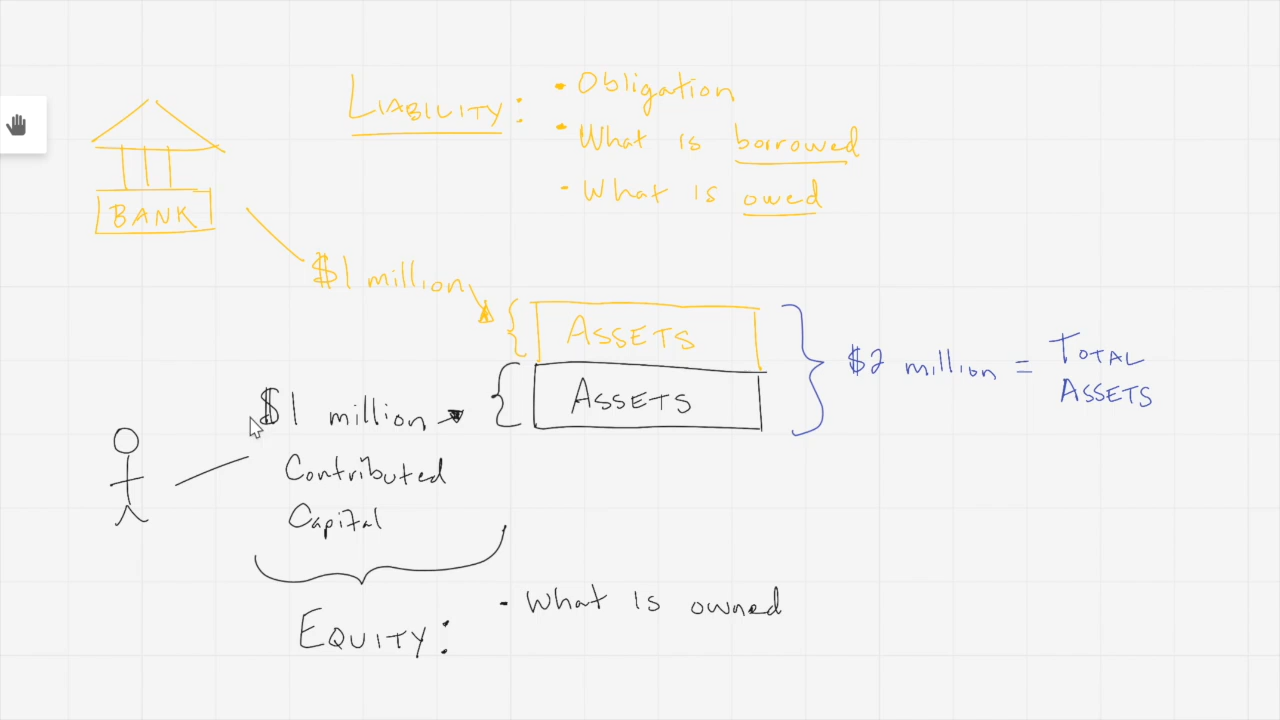 LIABILITY:
• Obligation
• What is borrowed
• What is owed
BANK
$1 million
ASSETS
$2 million = TOTAL
ASSETS
ASSETS
$1 million
Contributed
Capital
EQUITY:
• What is owned